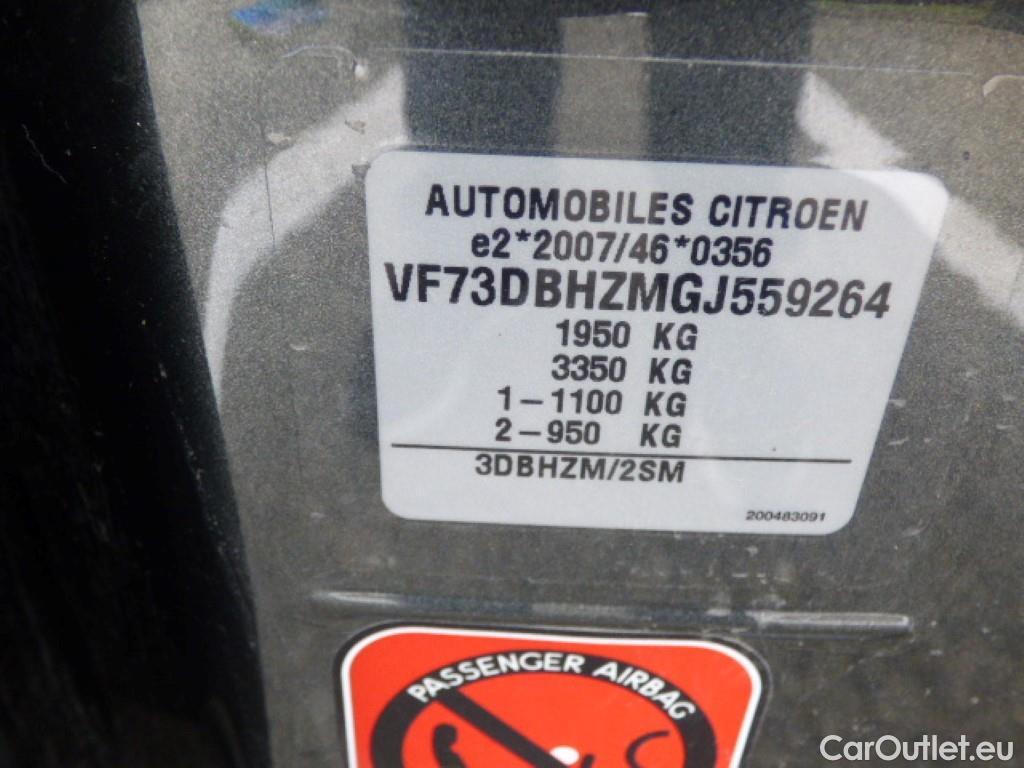 AUTOMOBILES CITROEN
e2*2007/46*0356
VF73DBHZMGJ559264
1950 KG
3350 KG
1-1100 KG
2-950 KG
3DBHZM/2SM
200483091
PASSENGER AIRBAG
CarOutlet.eu